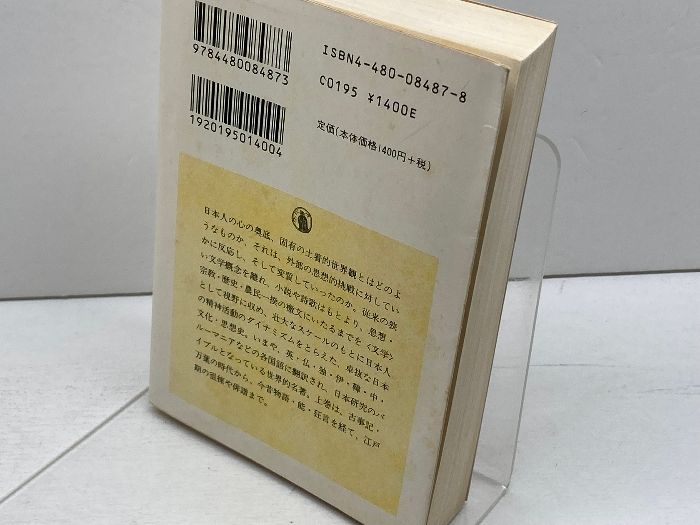 9784480084873
ISBN4-480-08487-8
C0195 ¥1400E
1920195014004
定価(本体価格1400円+税)
日本人の心の奥底、固有の土着的世界観とはどのよ
うなものか、それは、外部の思想的挑戦に対してい
かに反応し、そして変質していったのか。従来の狭
い文学概念を離れ、小説や詩歌はもとより、思想・
宗教・歴史・農民一揆の檄文にいたるまでを〈文学〉
として視野に収め、壮大なスケールのもとに日本人
の精神活動のダイナミズムをとらえた、卓抜な日本
文化・思想史。いまや、英・仏・独・伊・韓・中・
ルーマニアなどの各国語に翻訳され、日本研究のバ
イブルとなっている世界的名著。上巻は、古事記・
万葉の時代から、今昔物語・能・狂言を経て、江戸
期の徂徠や俳諧まで。